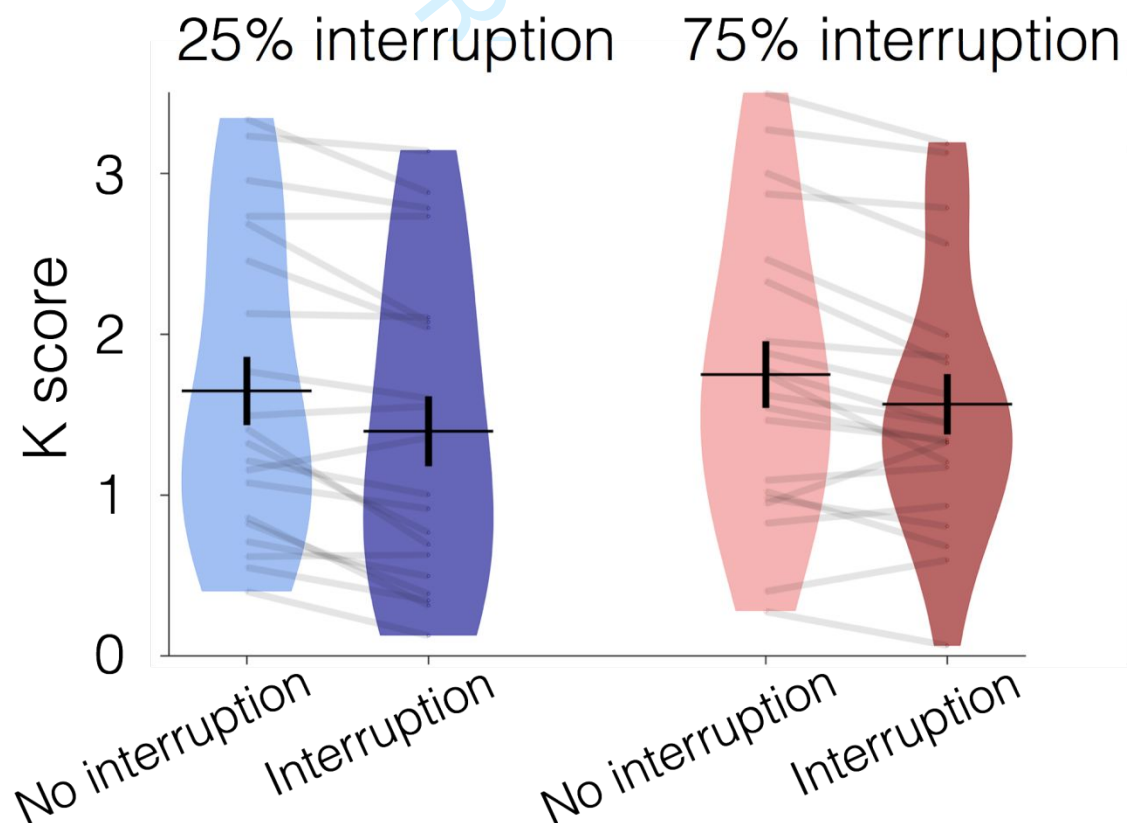 25% interruption
75% interruption
K score
3
2
1
0
No interruption
Interruption
No interruption
Interruption